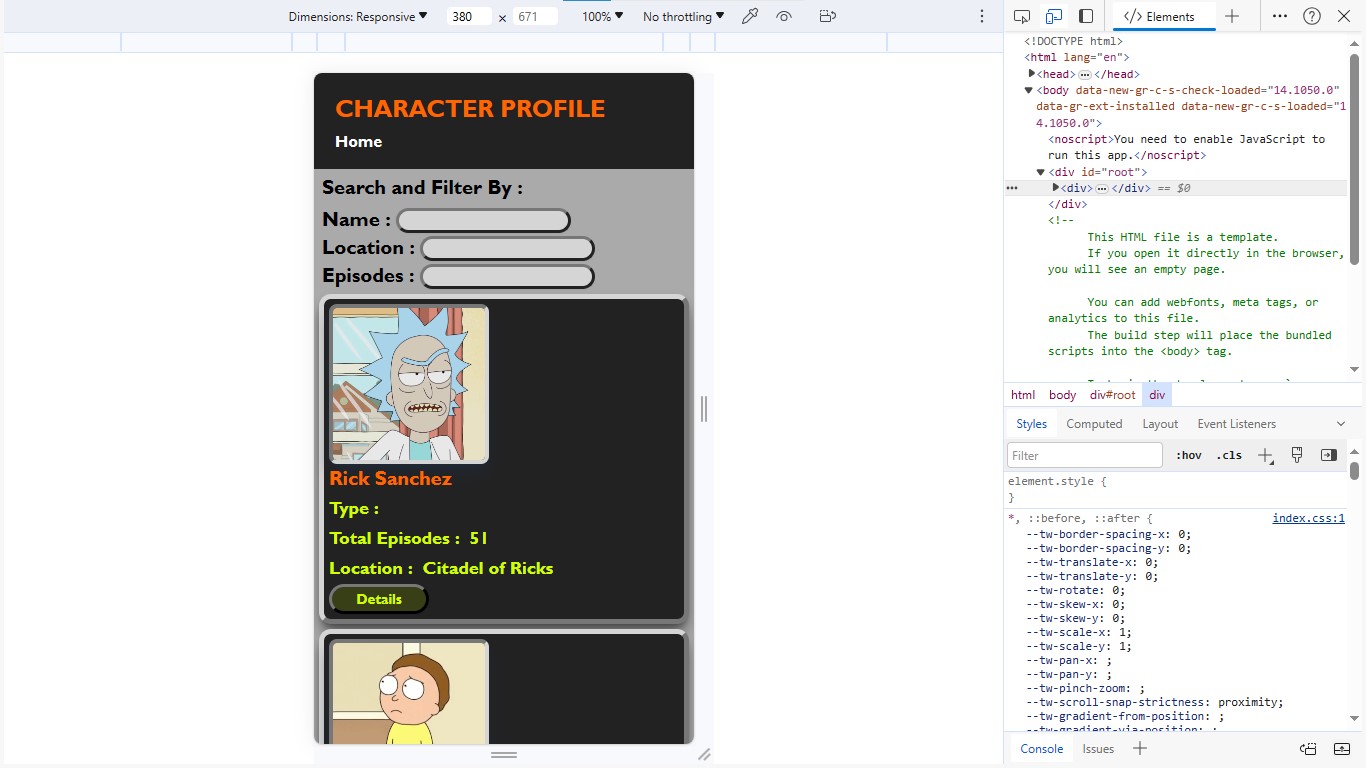 Dimensions: Responsive 380 x 671 100% No throttling
Elements
CHARACTER PROFILE
Home
Search and Filter By :
Name :
Location :
Episodes :
Rick Sanchez
Type :
Total Episodes : 51
Location : Citadel of Ricks
Details
<!DOCTYPE html>
<html lang="en">
<head> ••• </head>
<body data-new-gr-c-s-check-loaded="14.1050.0"
data-gr-ext-installed data-new-gr-c-s-loaded="1
4.1050.0">
<noscript>You need to enable JavaScript to
run this app.</noscript>
<div id="root">
••• <div> ••• </div> == $0
</div>
<!--
This HTML file is a template.
If you open it directly in the browser,
you will see an empty page.
You can add webfonts, meta tags, or
analytics to this file.
The build step will place the bundled
scripts into the <body> tag.
html body div#root div
Styles Computed Layout Event Listeners
Filter :hov .cls
element.style {
}
*, ::before, ::after { index.css:1
--tw-border-spacing-x: 0;
--tw-border-spacing-y: 0;
--tw-translate-x: 0;
--tw-translate-y: 0;
--tw-rotate: 0;
--tw-skew-x: 0;
--tw-skew-y: 0;
--tw-scale-x: 1;
--tw-scale-y: 1;
--tw-pan-x: ;
--tw-pan-y: ;
--tw-pinch-zoom: ;
--tw-scroll-snap-strictness: proximity;
--tw-gradient-from-position: ;
--tw-gradient-via-position: ;
Console Issues